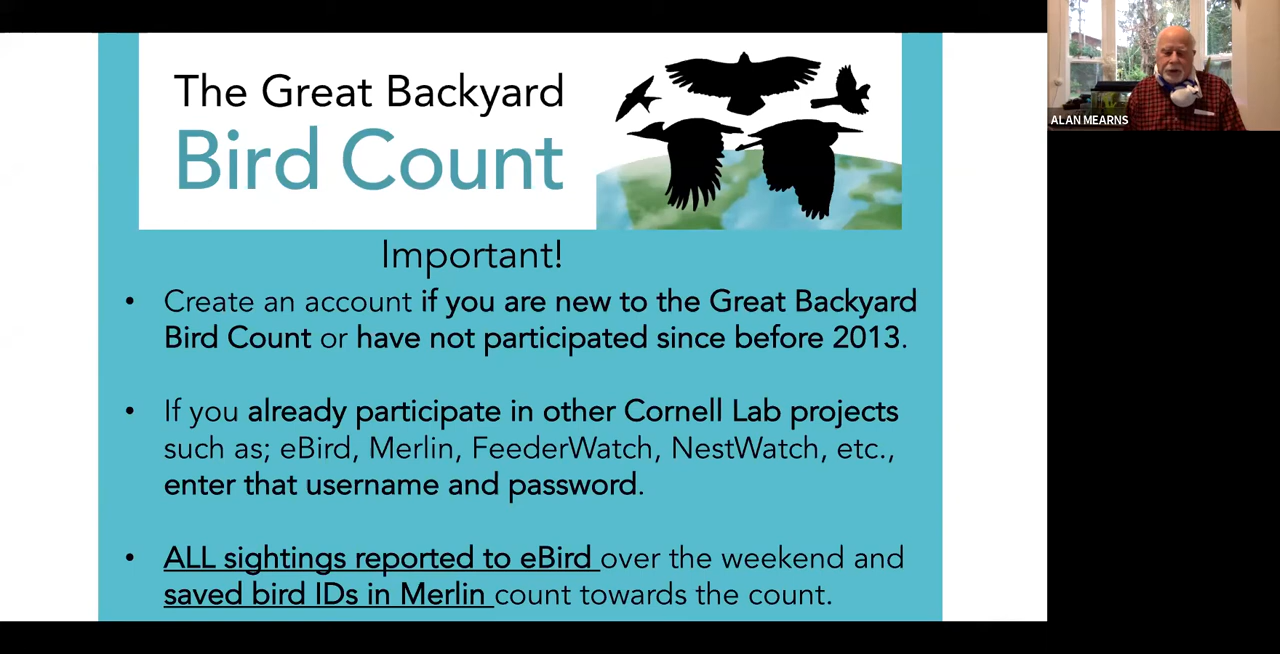 The Great Backyard
Bird Count
ALAN MEARNS
Important!
• Create an account if you are new to the Great Backyard
Bird Count or have not participated since before 2013.
• If you already participate in other Cornell Lab projects
such as; eBird, Merlin, FeederWatch, NestWatch, etc.,
enter that username and password.
• ALL sightings reported to eBird over the weekend and
saved bird IDs in Merlin count towards the count.